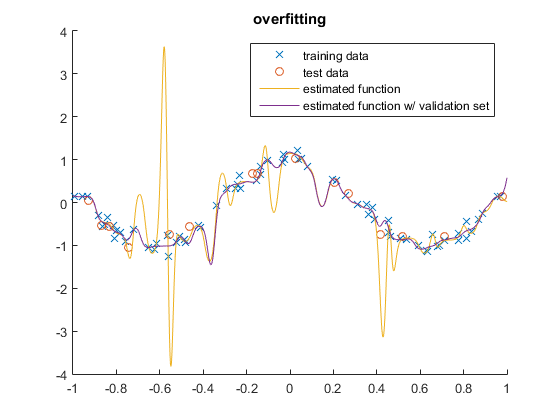 overfitting
training data
test data
estimated function
estimated function w/ validation set
4
3
2
1
0
-1
-2
-3
-4
-1 -0.8 -0.6 -0.4 -0.2 0 0.2 0.4 0.6 0.8 1